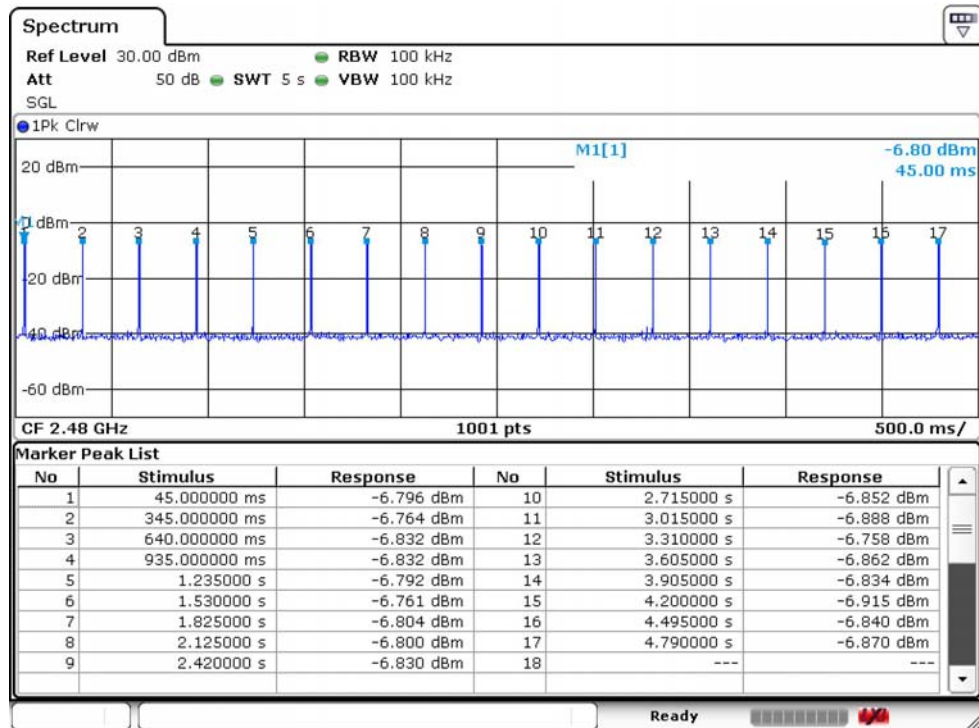 Spectrum
Ref Level 30.00 dBm RBW 100 kHz
Att 50 dB SWT 5 s VBW 100 kHz
SGL
1Pk Clrw
M1[1] -6.80 dBm
45.00 ms
20 dBm
0 dBm
2 3 4 5 6 7 8 9 10 11 12 13 14 15 16 17
-20 dBm
-40 dBm
-60 dBm
CF 2.48 GHz 1001 pts 500.0 ms/
Marker Peak List
No Stimulus Response No Stimulus Response
1 45.000000 ms -6.796 dBm 10 2.715000 s -6.852 dBm
2 345.000000 ms -6.764 dBm 11 3.015000 s -6.888 dBm
3 640.000000 ms -6.832 dBm 12 3.310000 s -6.758 dBm
4 935.000000 ms -6.832 dBm 13 3.605000 s -6.862 dBm
5 1.235000 s -6.792 dBm 14 3.905000 s -6.834 dBm
6 1.530000 s -6.761 dBm 15 4.200000 s -6.915 dBm
7 1.825000 s -6.804 dBm 16 4.495000 s -6.840 dBm
8 2.125000 s -6.800 dBm 17 4.790000 s -6.870 dBm
9 2.420000 s -6.830 dBm 18 --- ---
Ready